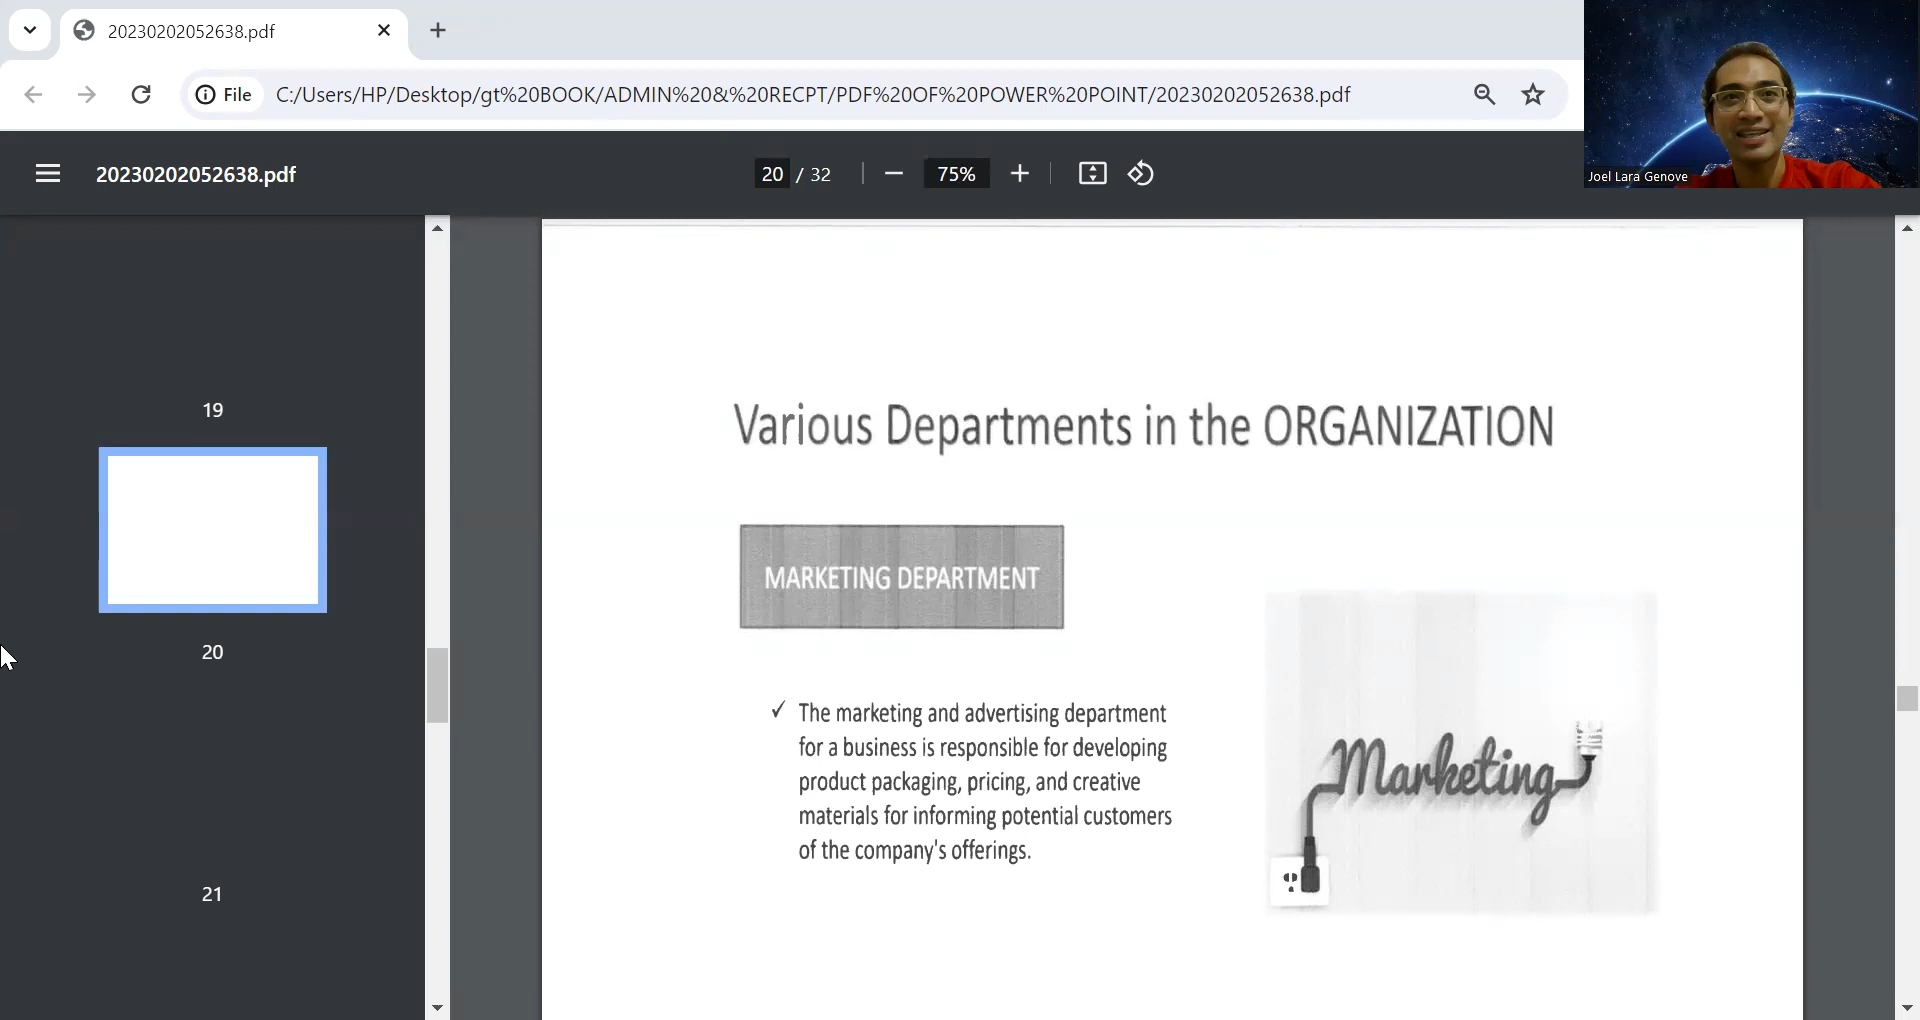 20230202052638.pdf
File
C:/Users/HP/Desktop/gt%20BOOK/ADMIN%20&%20RECPT/PDF%20OF%20POWER%20POINT/20230202052638.pdf
20230202052638.pdf
20 / 32
75%
Joel Lara Genove
19
20
21
Various Departments in the ORGANIZATION
MARKETING DEPARTMENT
✓ The marketing and advertising department
for a business is responsible for developing
product packaging, pricing, and creative
materials for informing potential customers
of the company's offerings.
Marketing